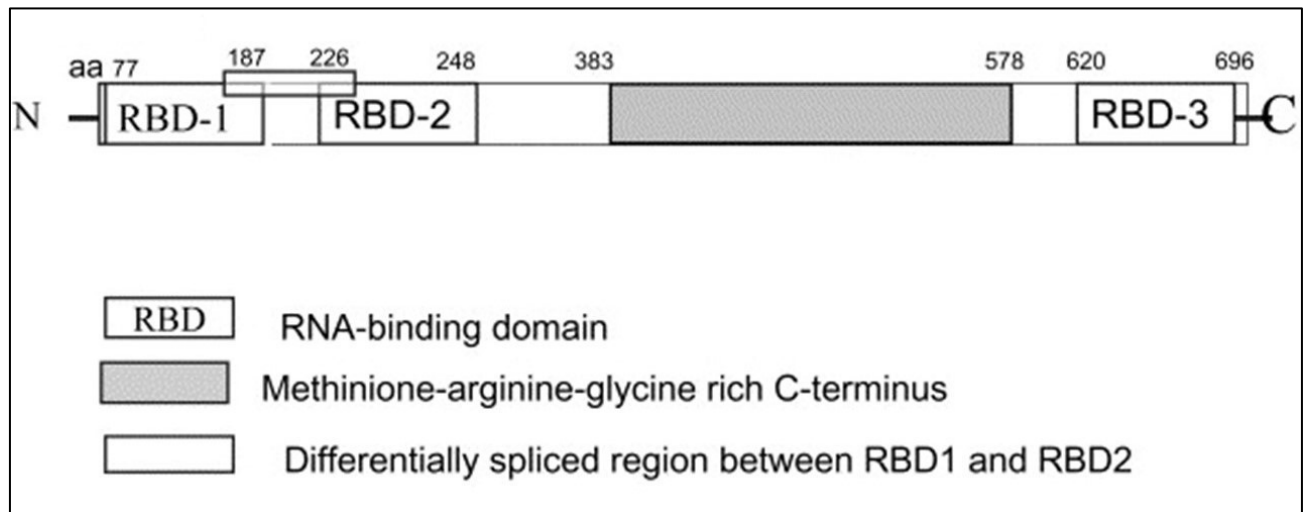 aa 77 187 226 248 383 578 620 696
N RBD-1 RBD-2 RBD-3 C
RBD RNA-binding domain
Methinione-arginine-glycine rich C-terminus
Differentially spliced region between RBD1 and RBD2